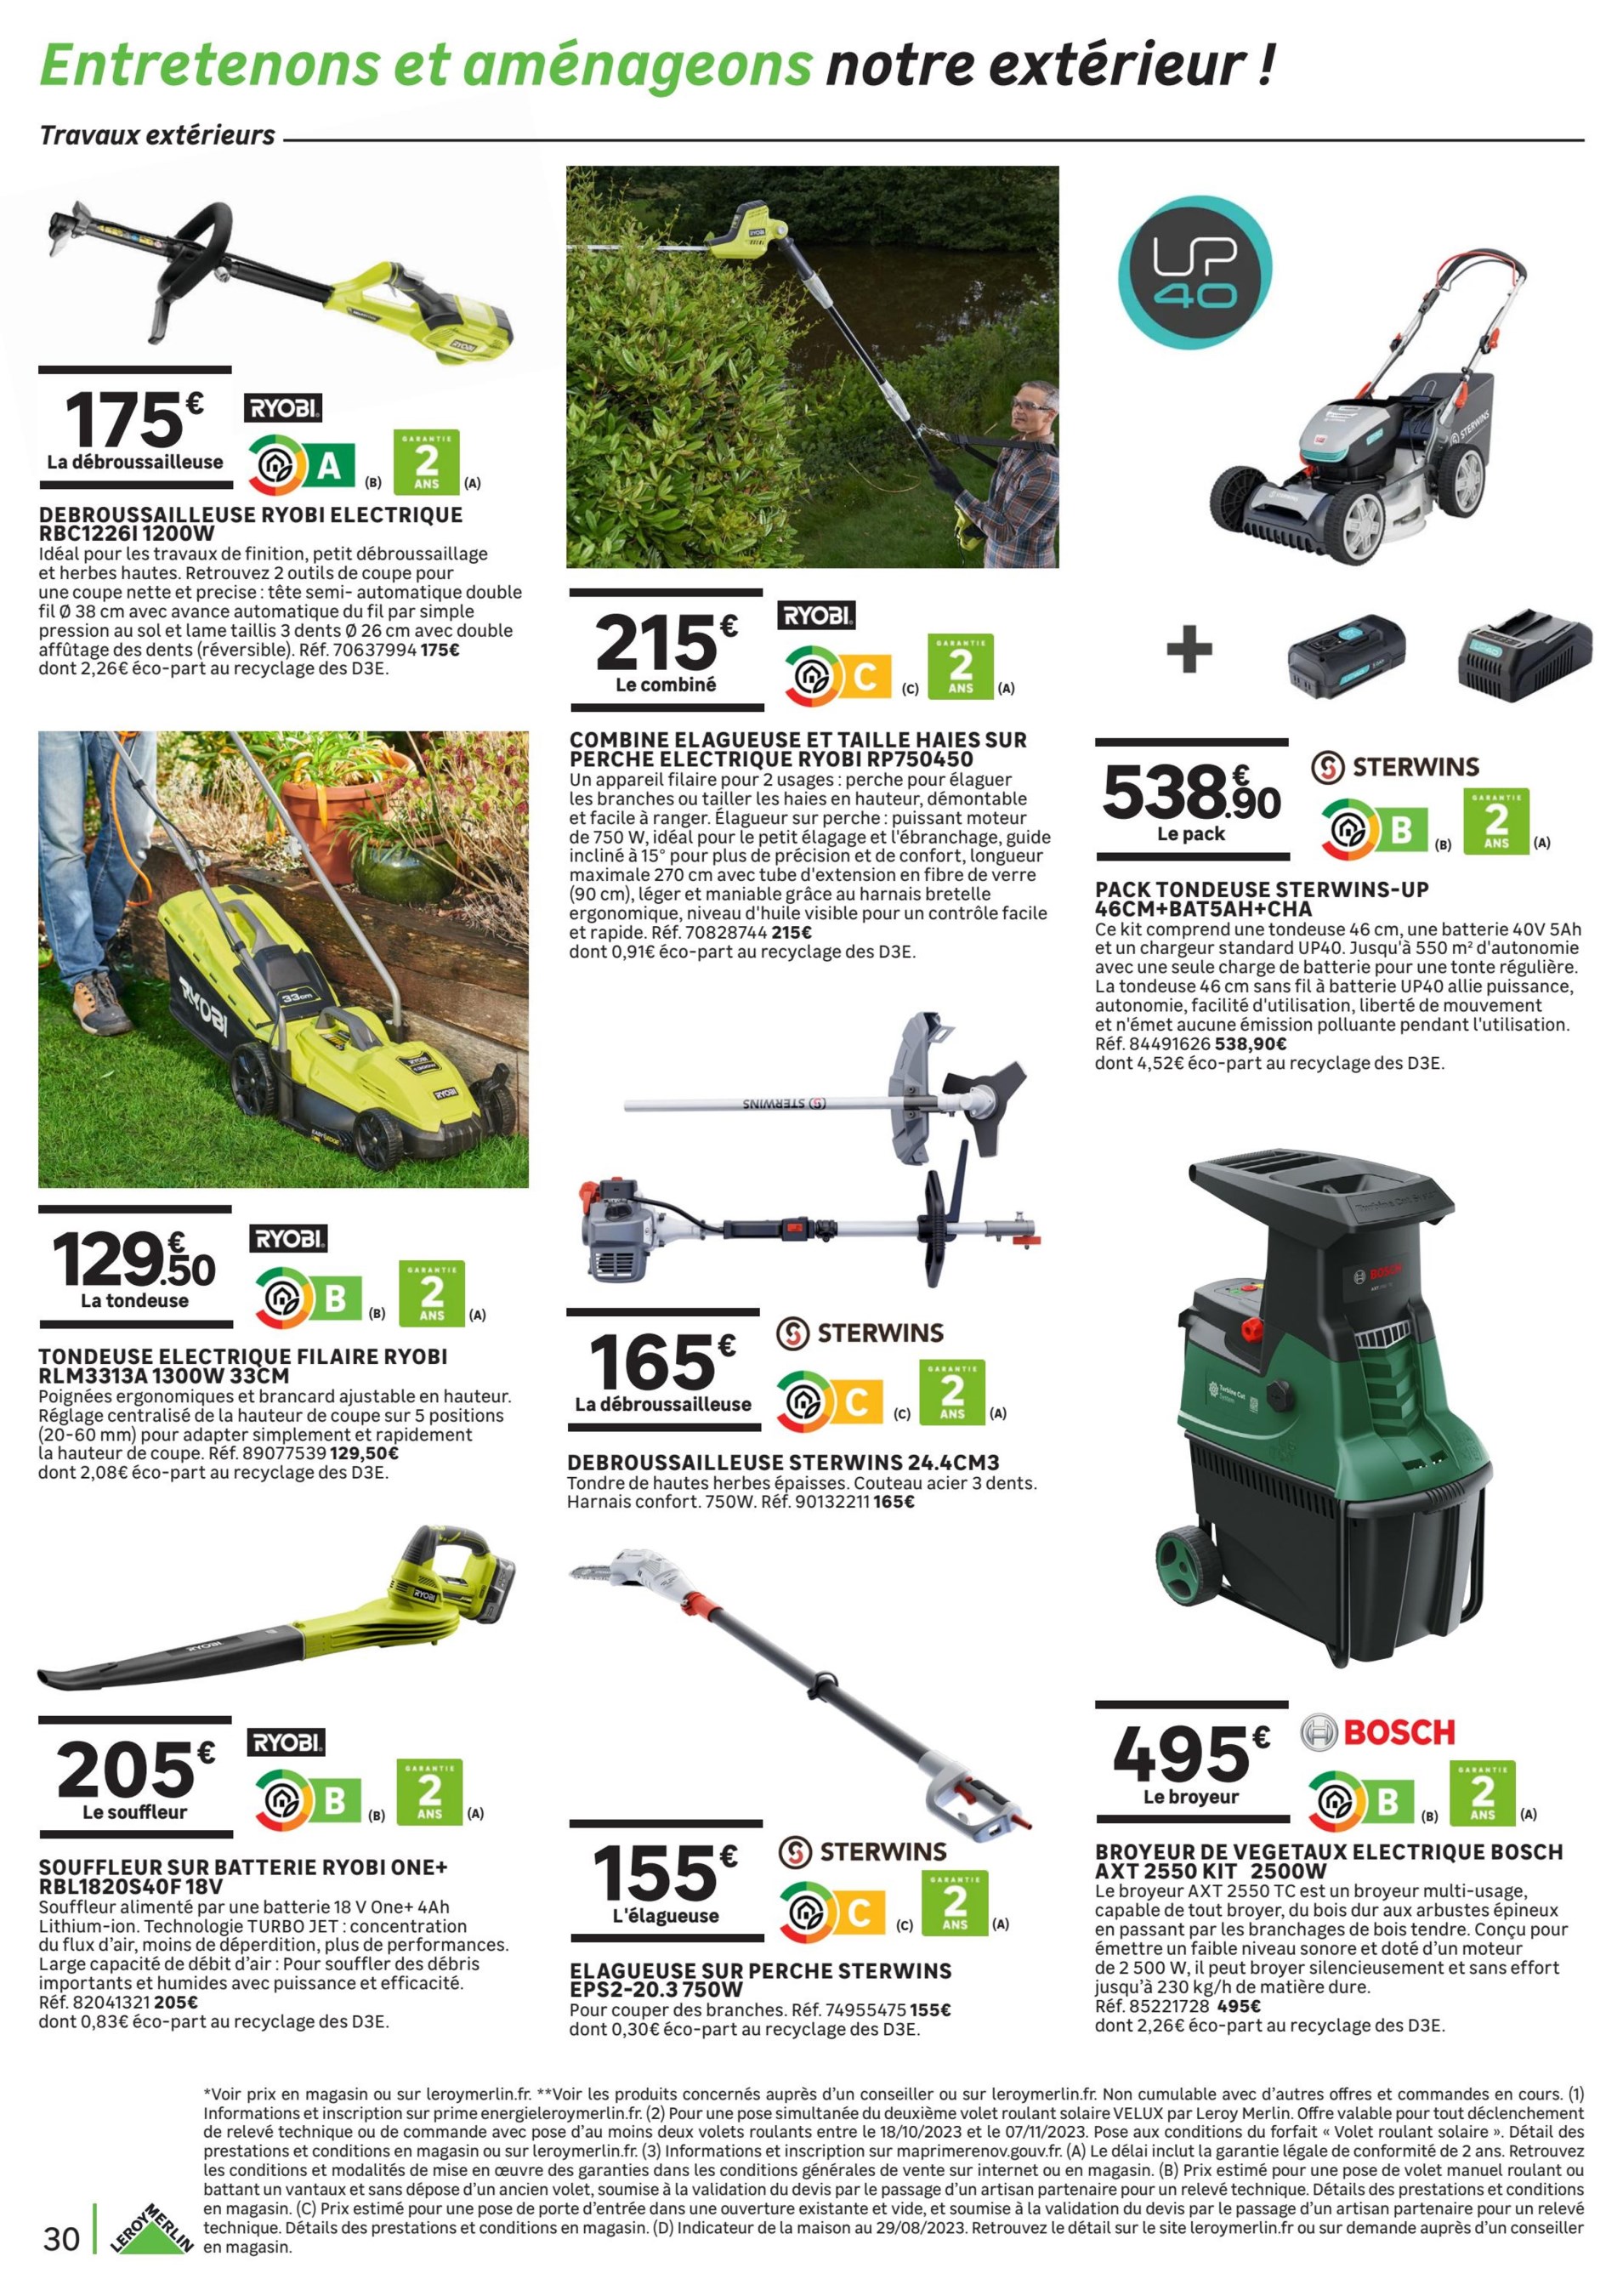 Entretenons et aménageons notre extérieur !
Travaux extérieurs
175€
La débroussailleuse
RYOBI
A
(B)
GARANTIE
2
ANS
(A)
DEBROUSSAILLEUSE RYOBI ELECTRIQUE
RBC1226I 1200W
Idéal pour les travaux de finition, petit débroussaillage
et herbes hautes. Retrouvez 2 outils de coupe pour
une coupe nette et precise : tête semi- automatique double
fil Ø 38 cm avec avance automatique du fil par simple
pression au sol et lame taillis 3 dents Ø 26 cm avec double
affûtage des dents (réversible). Réf. 70637994 175€
dont 2,26€ éco-part au recyclage des D3E.
RYOBI
33cm
RYOBI
129€.50
La tondeuse
RYOBI
B
(B)
GARANTIE
2
ANS
(A)
TONDEUSE ELECTRIQUE FILAIRE RYOBI
RLM3313A 1300W 33CM
Poignées ergonomiques et brancard ajustable en hauteur.
Réglage centralisé de la hauteur de coupe sur 5 positions
(20-60 mm) pour adapter simplement et rapidement
la hauteur de coupe. Réf. 89077539 129,50€
dont 2,08€ éco-part au recyclage des D3E.
RYOBI
RYOBI
205€
Le souffleur
RYOBI
B
(B)
GARANTIE
2
ANS
(A)
SOUFFLEUR SUR BATTERIE RYOBI ONE+
RBL1820S40F 18V
Souffleur alimenté par une batterie 18 V One+ 4Ah
Lithium-ion. Technologie TURBO JET : concentration
du flux d'air, moins de déperdition, plus de performances.
Large capacité de débit d'air : Pour souffler des débris
importants et humides avec puissance et efficacité.
Réf. 82041321 205€
dont 0,83€ éco-part au recyclage des D3E.
215€
Le combiné
RYOBI
C
(C)
GARANTIE
2
ANS
(A)
COMBINE ELAGUEUSE ET TAILLE HAIES SUR
PERCHE ELECTRIQUE RYOBI RP750450
Un appareil filaire pour 2 usages : perche pour élaguer
les branches ou tailler les haies en hauteur, démontable
et facile à ranger. Élagueur sur perche : puissant moteur
de 750 W, idéal pour le petit élagage et l'ébranchage, guide
incliné à 15° pour plus de précision et de confort, longueur
maximale 270 cm avec tube d'extension en fibre de verre
(90 cm), léger et maniable grâce au harnais bretelle
ergonomique, niveau d'huile visible pour un contrôle facile
et rapide. Réf. 70828744 215€
dont 0,91€ éco-part au recyclage des D3E.
STERWINS
165€
La débroussailleuse
STERWINS
C
(C)
GARANTIE
2
ANS
(A)
DEBROUSSAILLEUSE STERWINS 24.4CM3
Tondre de hautes herbes épaisses. Couteau acier 3 dents.
Harnais confort. 750W. Réf. 90132211 165€
155€
L'élagueuse
STERWINS
C
(C)
GARANTIE
2
ANS
(A)
ELAGUEUSE SUR PERCHE STERWINS
EPS2-20.3 750W
Pour couper des branches. Réf. 74955475 155€
dont 0,30€ éco-part au recyclage des D3E.
UP
40
STERWINS
+
538€.90
Le pack
STERWINS
B
(B)
GARANTIE
2
ANS
(A)
PACK TONDEUSE STERWINS-UP
46CM+BAT5AH+CHA
Ce kit comprend une tondeuse 46 cm, une batterie 40V 5Ah
et un chargeur standard UP40. Jusqu'à 550 m² d'autonomie
avec une seule charge de batterie pour une tonte régulière.
La tondeuse 46 cm sans fil à batterie UP40 allie puissance,
autonomie, facilité d'utilisation, liberté de mouvement
et n'émet aucune émission polluante pendant l'utilisation.
Réf. 84491626 538,90€
dont 4,52€ éco-part au recyclage des D3E.
BOSCH
495€
Le broyeur
BOSCH
B
(B)
GARANTIE
2
ANS
(A)
BROYEUR DE VEGETAUX ELECTRIQUE BOSCH
AXT 2550 KIT 2500W
Le broyeur AXT 2550 TC est un broyeur multi-usage,
capable de tout broyer, du bois dur aux arbustes épineux
en passant par les branchages de bois tendre. Conçu pour
émettre un faible niveau sonore et doté d'un moteur
de 2 500 W, il peut broyer silencieusement et sans effort
jusqu'à 230 kg/h de matière dure.
Réf. 85221728 495€
dont 2,26€ éco-part au recyclage des D3E.
*Voir prix en magasin ou sur leroymerlin.fr. **Voir les produits concernés auprès d'un conseiller ou sur leroymerlin.fr. Non cumulable avec d'autres offres et commandes en cours. (1)
Informations et inscription sur prime energieleroymerlin.fr. (2) Pour une pose simultanée du deuxième volet roulant solaire VELUX par Leroy Merlin. Offre valable pour tout déclenchement
de relevé technique ou de commande avec pose d'au moins deux volets roulants entre le 18/10/2023 et le 07/11/2023. Pose aux conditions du forfait « Volet roulant solaire ». Détail des
prestations et conditions en magasin ou sur leroymerlin.fr. (3) Informations et inscription sur maprimerenov.gouv.fr. (A) Le délai inclut la garantie légale de conformité de 2 ans. Retrouvez
les conditions et modalités de mise en œuvre des garanties dans les conditions générales de vente sur internet ou en magasin. (B) Prix estimé pour une pose de volet manuel roulant ou
battant un vantaux et sans dépose d'un ancien volet, soumise à la validation du devis par le passage d'un artisan partenaire pour un relevé technique. Détails des prestations et conditions
en magasin. (C) Prix estimé pour une pose de porte d'entrée dans une ouverture existante et vide, et soumise à la validation du devis par le passage d'un artisan partenaire pour un relevé
technique. Détails des prestations et conditions en magasin. (D) Indicateur de la maison au 29/08/2023. Retrouvez le détail sur le site leroymerlin.fr ou sur demande auprès d'un conseiller
en magasin.
30
LEROY MERLIN